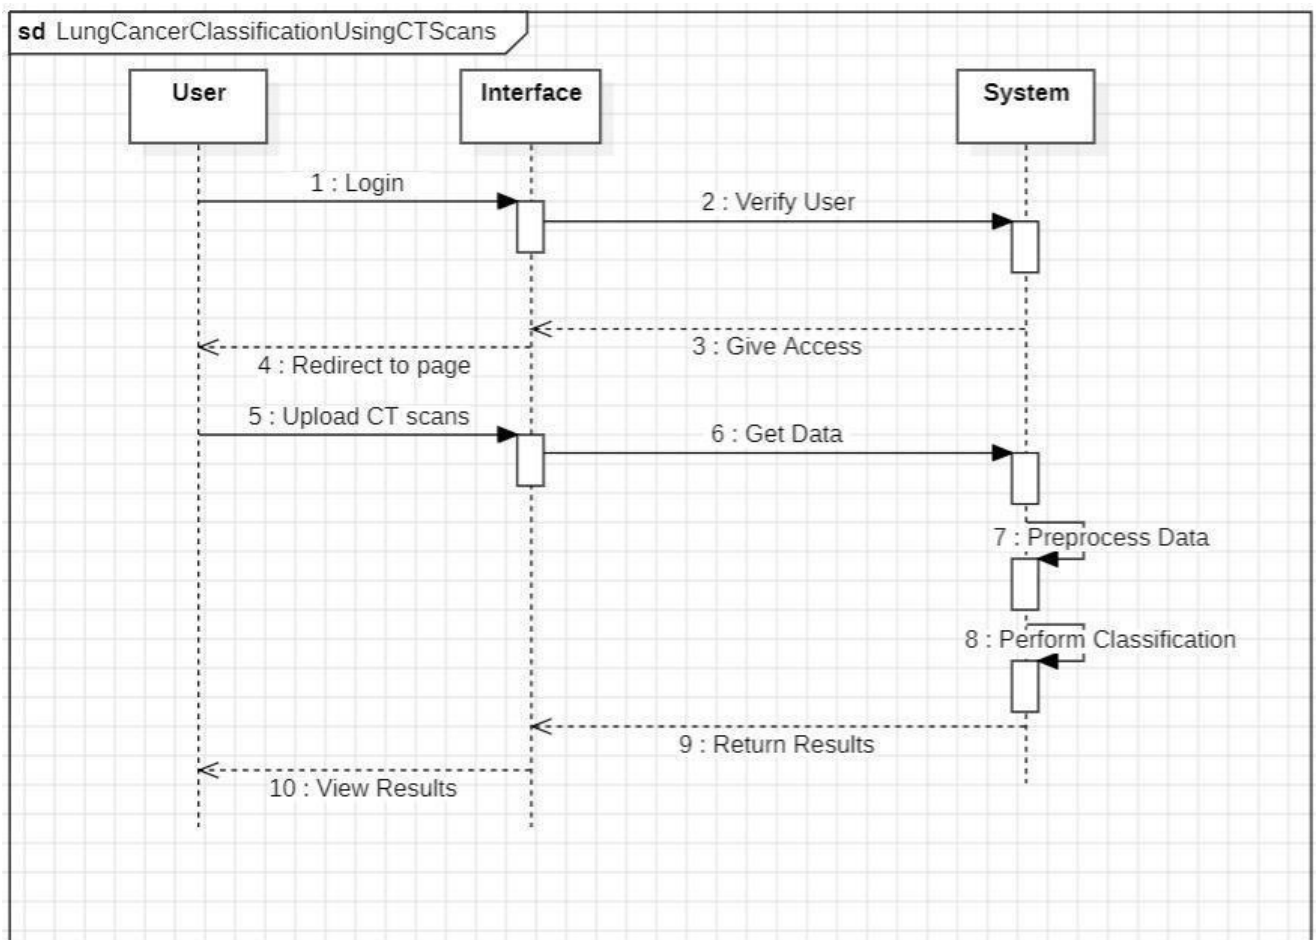 sd LungCancerClassificationUsingCTScans
User
Interface
System
1 : Login
2 : Verify User
3 : Give Access
4 : Redirect to page
5 : Upload CT scans
6 : Get Data
7 : Preprocess Data
8 : Perform Classification
9 : Return Results
10 : View Results